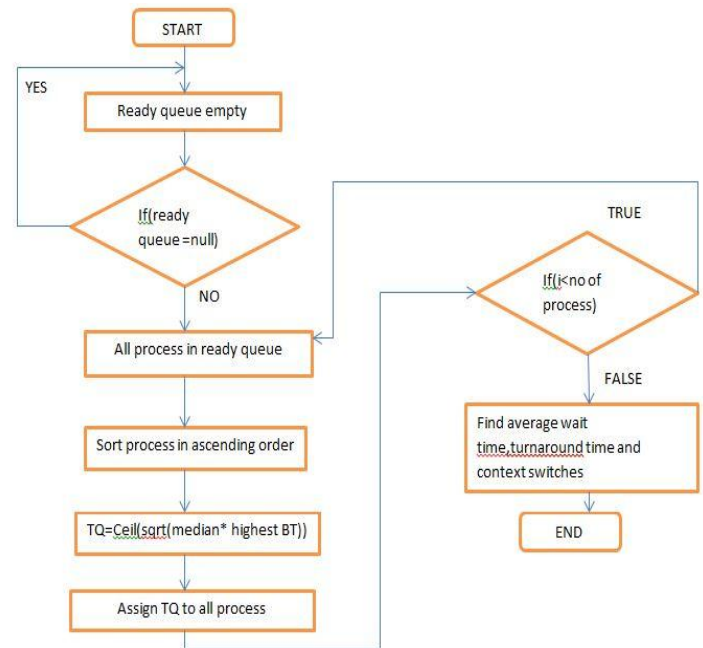 START
YES
Ready queue empty
If(ready
queue=null)
NO
All process in ready queue
Sort process in ascending order
TQ=Ceil(sqrt(median* highest BT))
Assign TQ to all process
TRUE
If(i<no of
process)
FALSE
Find average wait
time,turnaround time and
context switches
END